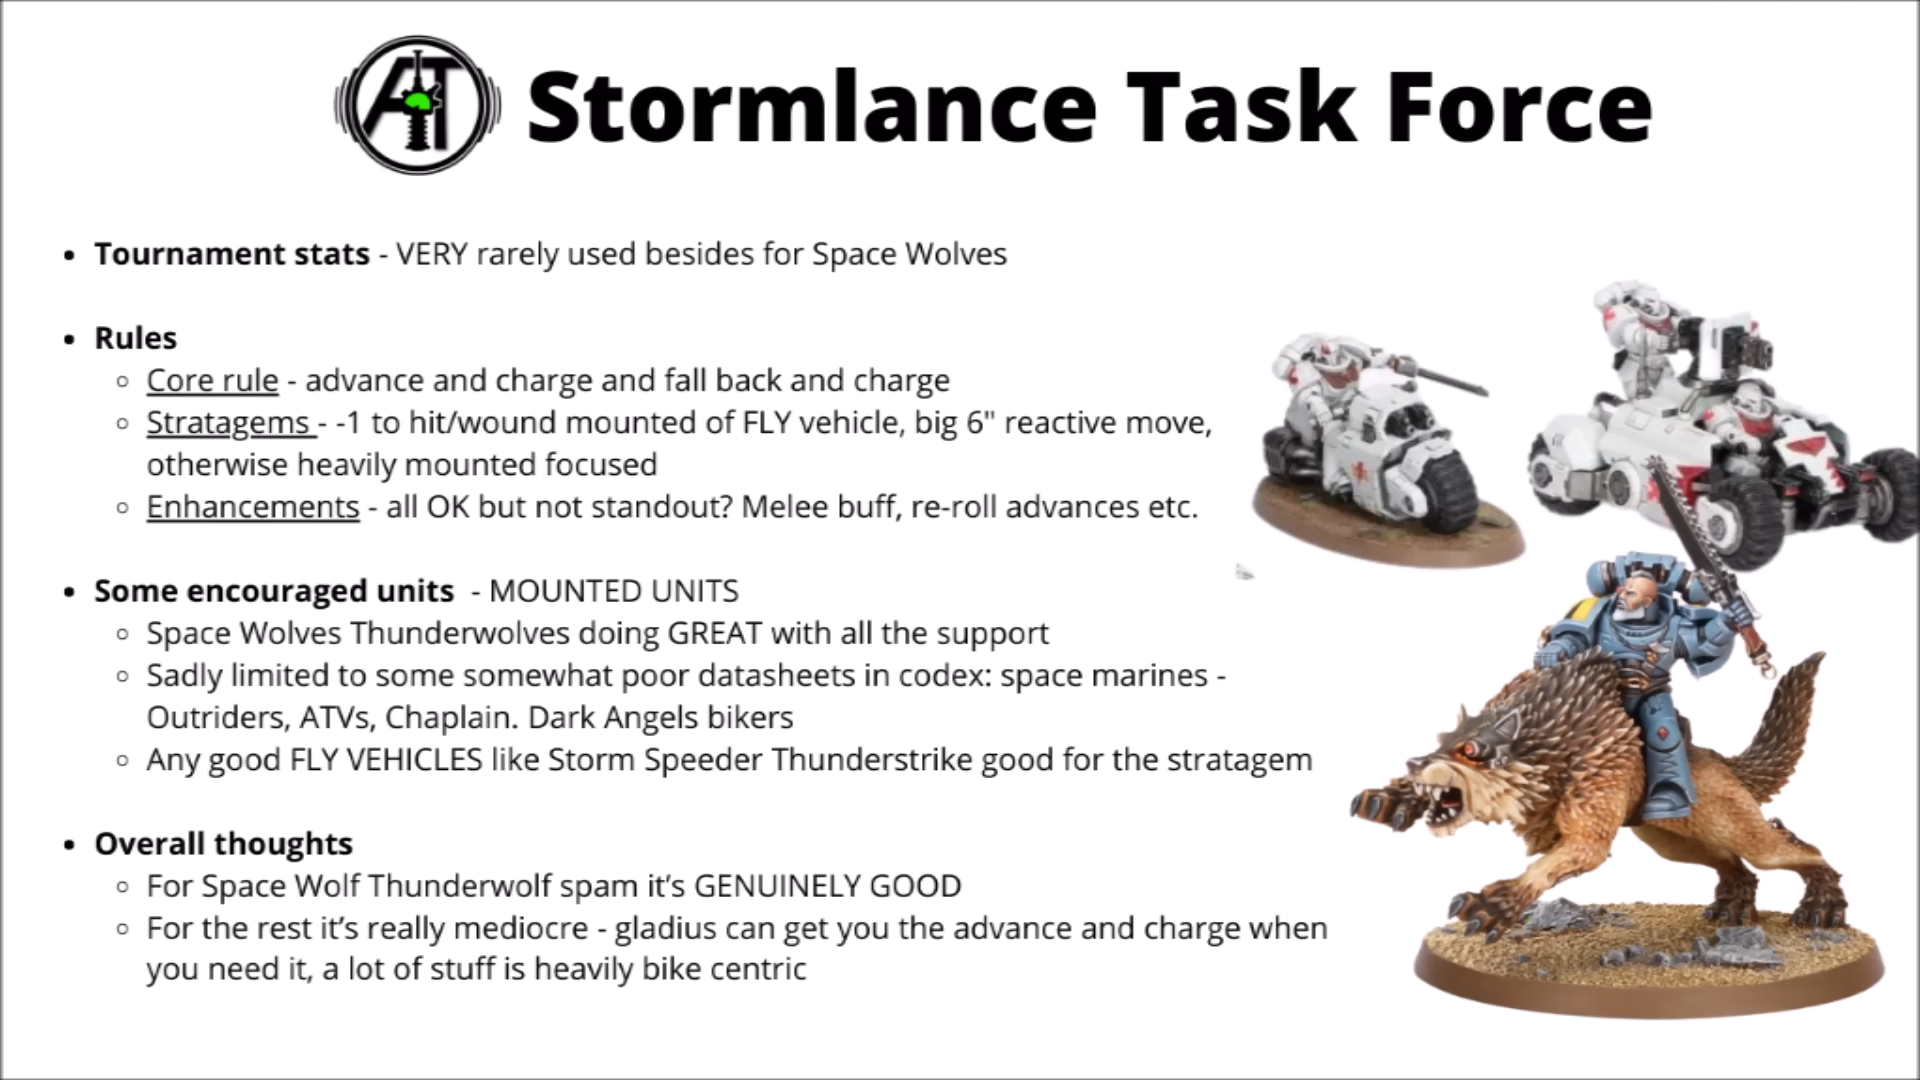 AT
Stormlance Task Force
• Tournament stats - VERY rarely used besides for Space Wolves
• Rules
○ Core rule - advance and charge and fall back and charge
○ Stratagems - -1 to hit/wound mounted of FLY vehicle, big 6" reactive move,
otherwise heavily mounted focused
○ Enhancements - all OK but not standout? Melee buff, re-roll advances etc.
• Some encouraged units - MOUNTED UNITS
○ Space Wolves Thunderwolves doing GREAT with all the support
○ Sadly limited to some somewhat poor datasheets in codex: space marines -
Outriders, ATVs, Chaplain. Dark Angels bikers
○ Any good FLY VEHICLES like Storm Speeder Thunderstrike good for the stratagem
• Overall thoughts
○ For Space Wolf Thunderwolf spam it’s GENUINELY GOOD
○ For the rest it’s really mediocre - gladius can get you the advance and charge when
you need it, a lot of stuff is heavily bike centric